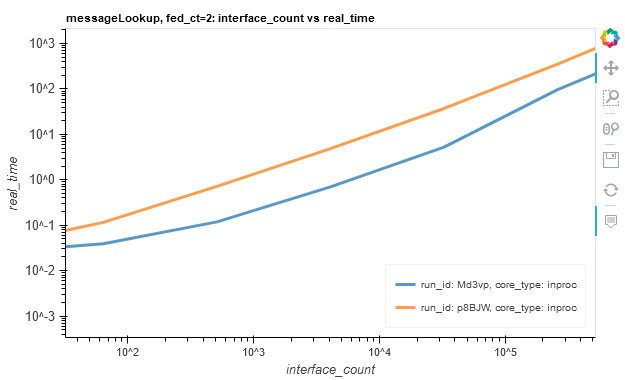 messageLookup, fed_ct=2: interface_count vs real_time
real_time
10^3
10^2
10^1
10^0
10^-1
10^-2
10^-3
10^2
10^3
10^4
10^5
interface_count
run_id: Md3vp, core_type: inproc
run_id: p8BJW, core_type: inproc